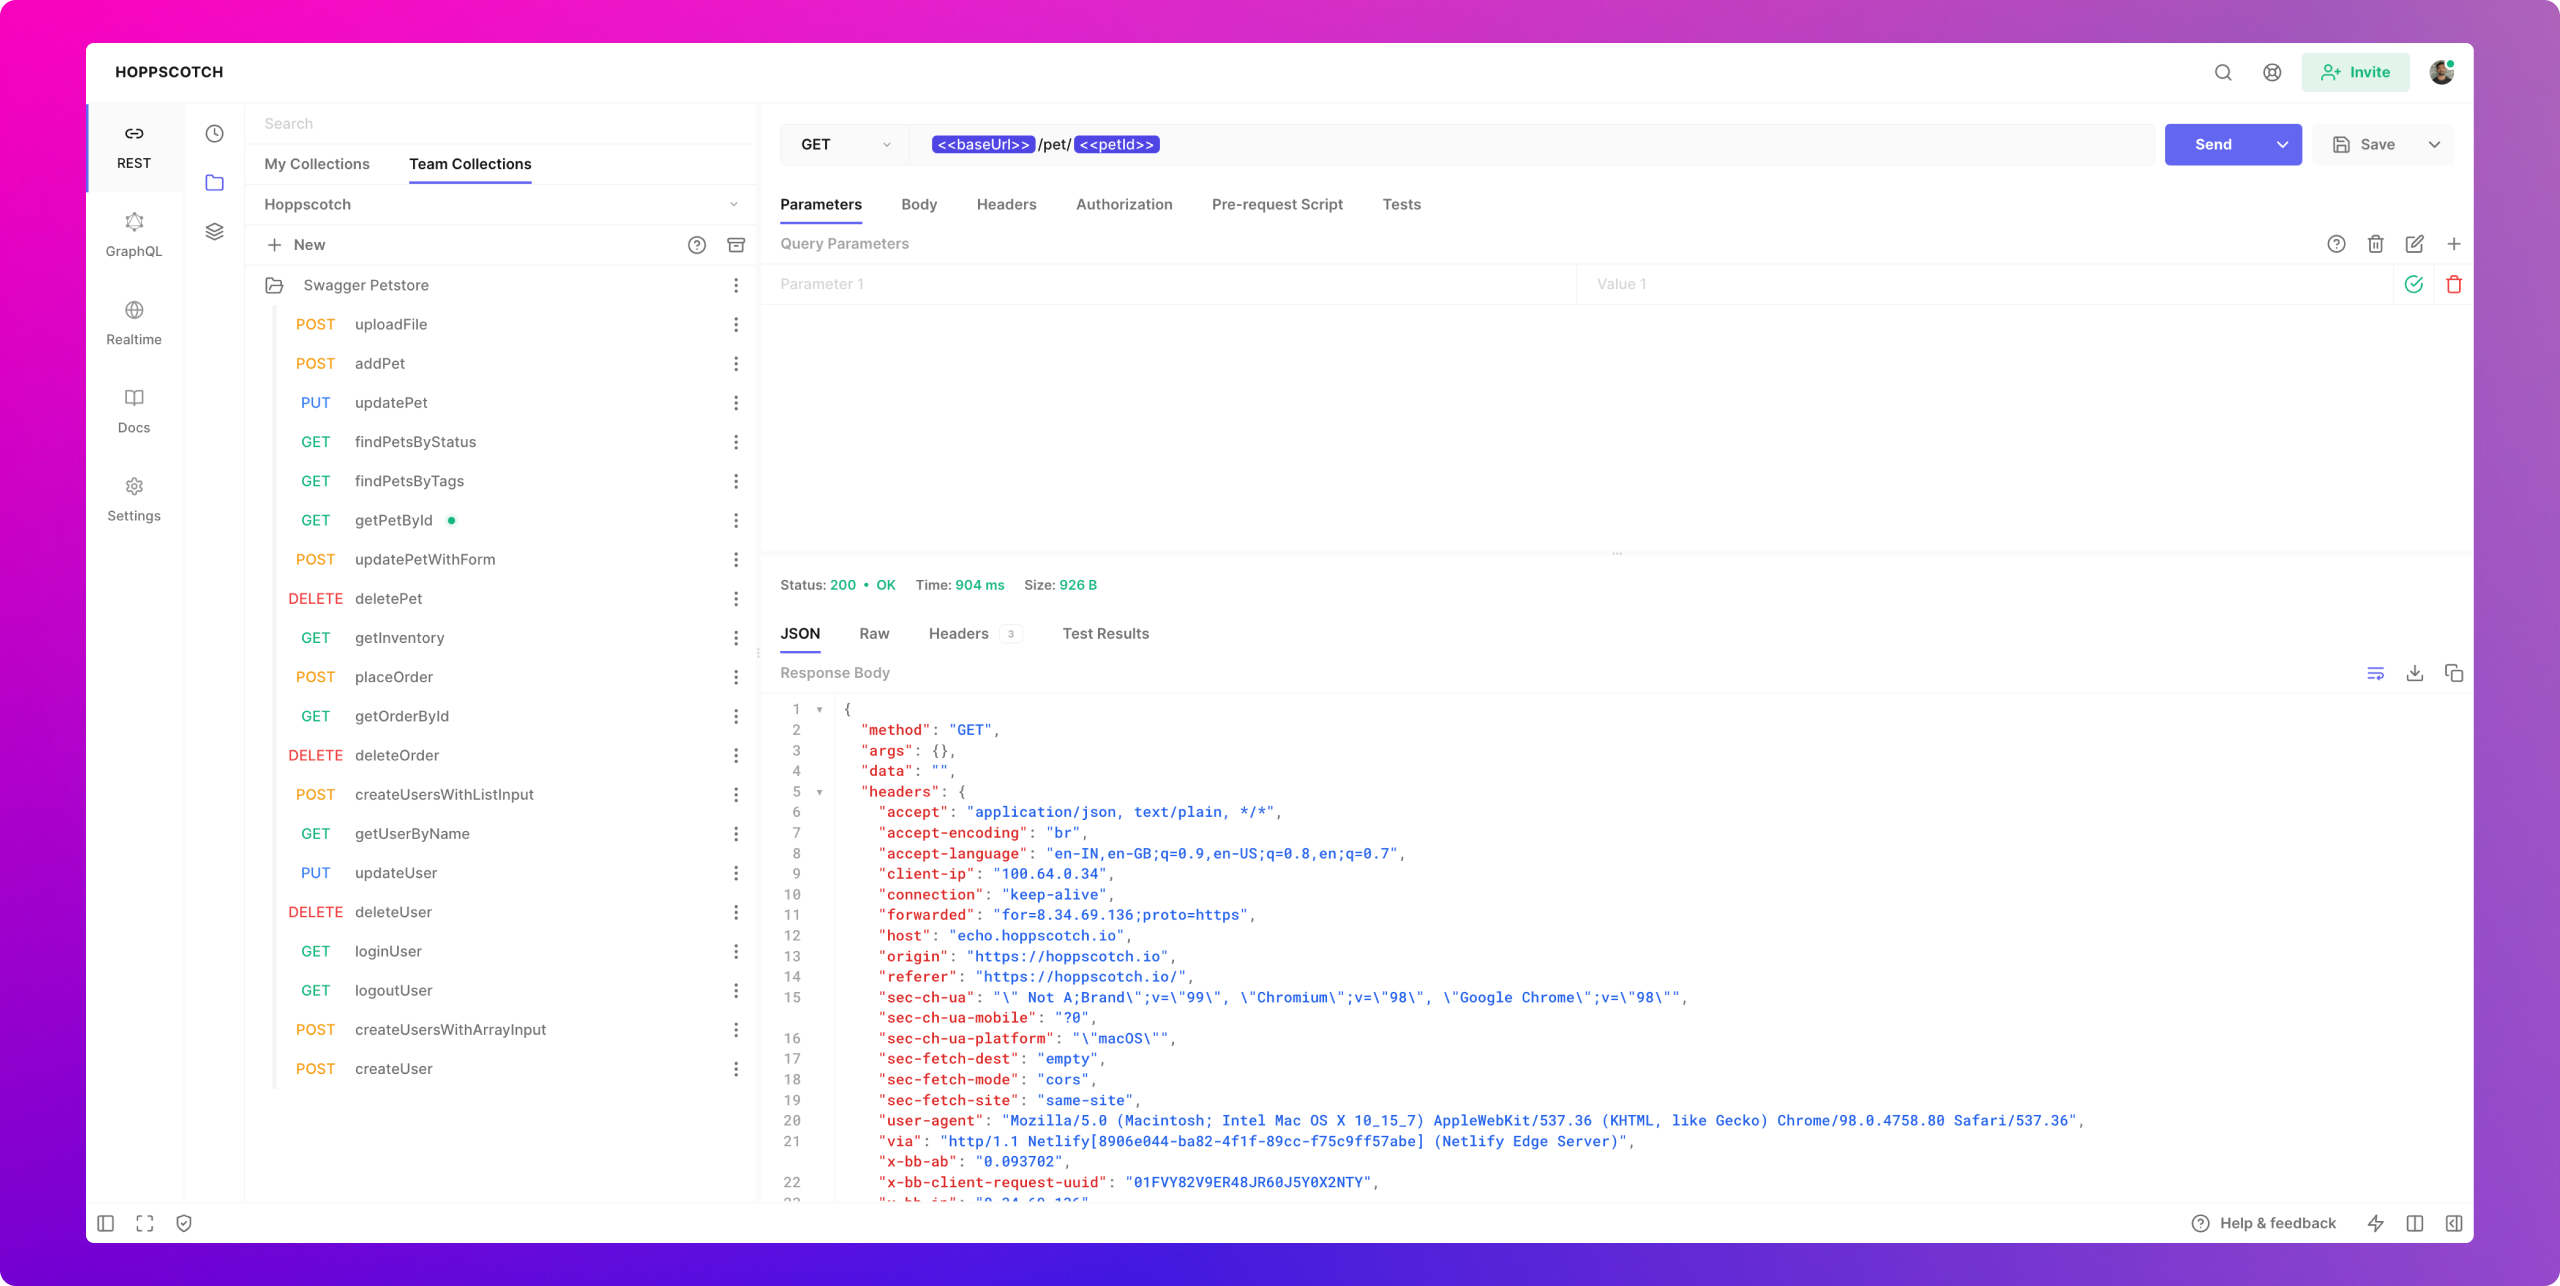 HOPPSCOTCH
Invite
REST
GraphQL
Realtime
Docs
Settings
Search
My Collections Team Collections
Hoppscotch
New
Swagger Petstore
POST uploadFile
POST addPet
PUT updatePet
GET findPetsByStatus
GET findPetsByTags
GET getPetById
POST updatePetWithForm
DELETE deletePet
GET getInventory
POST placeOrder
GET getOrderById
DELETE deleteOrder
POST createUsersWithListInput
GET getUserByName
PUT updateUser
DELETE deleteUser
GET loginUser
GET logoutUser
POST createUsersWithArrayInput
POST createUser
GET <<baseUrl>>/pet/<<petId>> Send Save
Parameters Body Headers Authorization Pre-request Script Tests
Query Parameters
Parameter 1 Value 1
Status: 200 • OK Time: 904 ms Size: 926 B
JSON Raw Headers 3 Test Results
Response Body
1 {
2 "method": "GET",
3 "args": {},
4 "data": "",
5 "headers": {
6 "accept": "application/json, text/plain, */*",
7 "accept-encoding": "br",
8 "accept-language": "en-IN,en-GB;q=0.9,en-US;q=0.8,en;q=0.7",
9 "client-ip": "100.64.0.34",
10 "connection": "keep-alive",
11 "forwarded": "for=8.34.69.136;proto=https",
12 "host": "echo.hoppscotch.io",
13 "origin": "https://hoppscotch.io",
14 "referer": "https://hoppscotch.io/",
15 "sec-ch-ua": "\" Not A;Brand\";v=\"99\", \"Chromium\";v=\"98\", \"Google Chrome\";v=\"98\"",
"sec-ch-ua-mobile": "?0",
16 "sec-ch-ua-platform": "\"macOS\"",
17 "sec-fetch-dest": "empty",
18 "sec-fetch-mode": "cors",
19 "sec-fetch-site": "same-site",
20 "user-agent": "Mozilla/5.0 (Macintosh; Intel Mac OS X 10_15_7) AppleWebKit/537.36 (KHTML, like Gecko) Chrome/98.0.4758.80 Safari/537.36",
21 "via": "http/1.1 Netlify[8906e044-ba82-4f1f-89cc-f75c9ff57abe] (Netlify Edge Server)",
"x-bb-ab": "0.093702",
22 "x-bb-client-request-uuid": "01FVY82V9ER48JR60J5Y0X2NTY",
Help & feedback